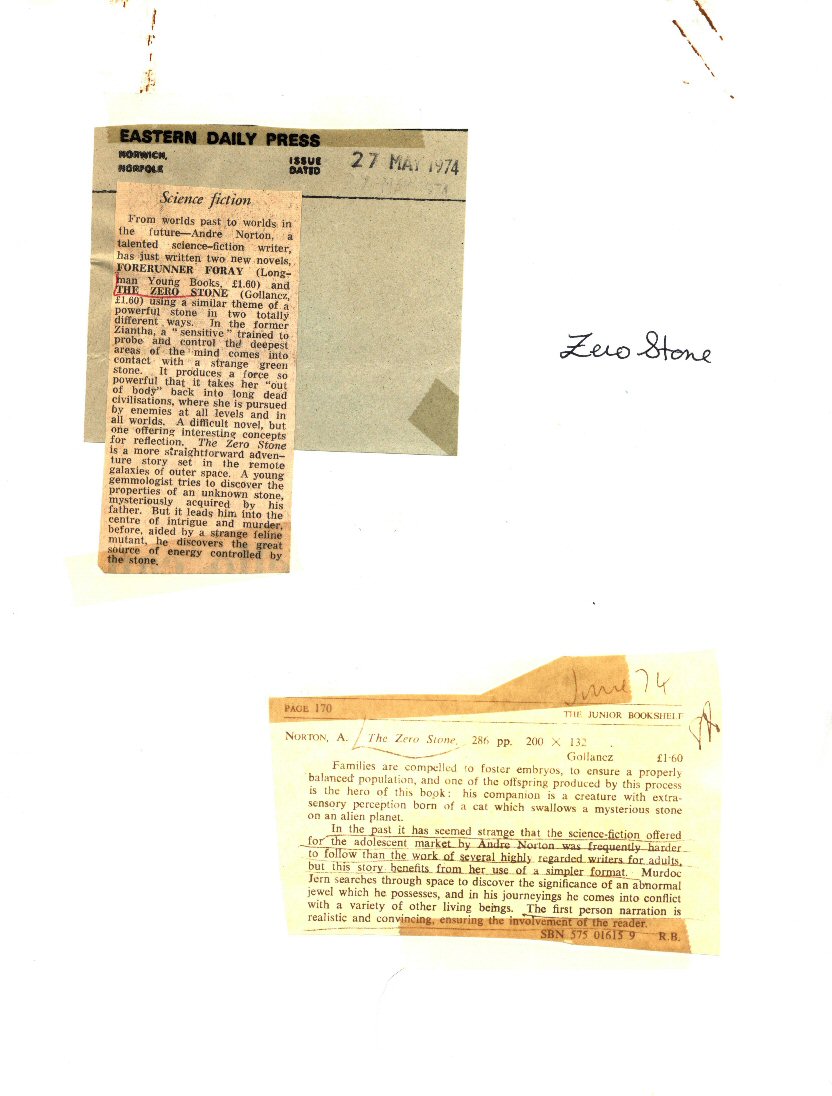 EASTERN DAILY PRESS
NORWICH,
NORFOLK
ISSUE
DATED
27 MAY 1974
Science fiction
From worlds past to worlds in
the future—Andre Norton, a
talented science-fiction writer,
has just written two new novels,
FORERUNNER FORAY (Long-
man Young Books, £1.60) and
THE ZERO STONE (Gollancz,
£1.60) using a similar theme of a
powerful stone in two totally
different ways. In the former
Ziantha, a "sensitive" trained to
probe and control the deepest
areas of the mind comes into
contact with a strange green
stone. It produces a force so
powerful that it takes her "out
of body" back into long dead
civilisations, where she is pursued
by enemies at all levels and in
all worlds. A difficult novel, but
one offering interesting concepts
for reflection. The Zero Stone
is a more straightforward adven-
ture story set in the remote
galaxies of outer space. A young
gemmologist tries to discover the
properties of an unknown stone,
mysteriously acquired by his
father. But it leads him into the
centre of intrigue and murder,
before, aided by a strange feline
mutant, he discovers the great
source of energy controlled by
the stone.
Zero Stone
June 74
PAGE 170
THE JUNIOR BOOKSHELF
NORTON, A. The Zero Stone. 286 pp. 200 × 132
Gollancz £1·60
Families are compelled to foster embryos, to ensure a properly
balanced population, and one of the offspring produced by this process
is the hero of this book: his companion is a creature with extra-
sensory perception born of a cat which swallows a mysterious stone
on an alien planet.
In the past it has seemed strange that the science-fiction offered
for the adolescent market by Andre Norton was frequently harder
to follow than the work of several highly regarded writers for adults,
but this story benefits from her use of a simpler format. Murdoc
Jern searches through space to discover the significance of an abnormal
jewel which he possesses, and in his journeyings he comes into conflict
with a variety of other living beings. The first person narration is
realistic and convincing, ensuring the involvement of the reader.
SBN 575 01615 9 R.B.